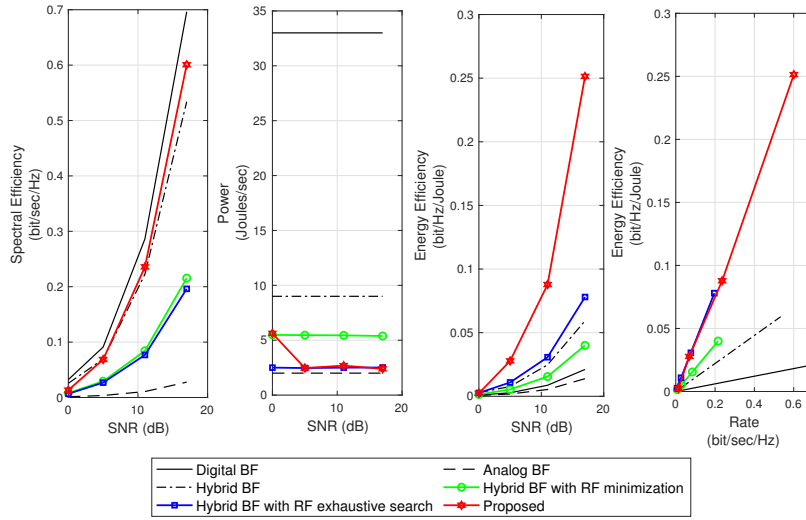 0.7
0.6
0.5
0.4
0.3
0.2
0.1
0
0
10
20
SNR (dB)
Spectral Efficiency
(bit/sec/Hz)
35
33
30
25
20
15
9
5
2
0
0
10
20
SNR (dB)
Power
(Joules/sec)
0.3
0.25
0.2
0.15
0.1
0.05
0
0
10
20
SNR (dB)
Energy Efficiency
(bit/Hz/Joule)
0.3
0.25
0.2
0.15
0.1
0.05
0
0
0.2
0.4
0.6
Rate
(bit/sec/Hz)
Energy Efficiency
(bit/Hz/Joule)
Digital BF
Hybrid BF
Hybrid BF with RF exhaustive search
Analog BF
Hybrid BF with RF minimization
Proposed